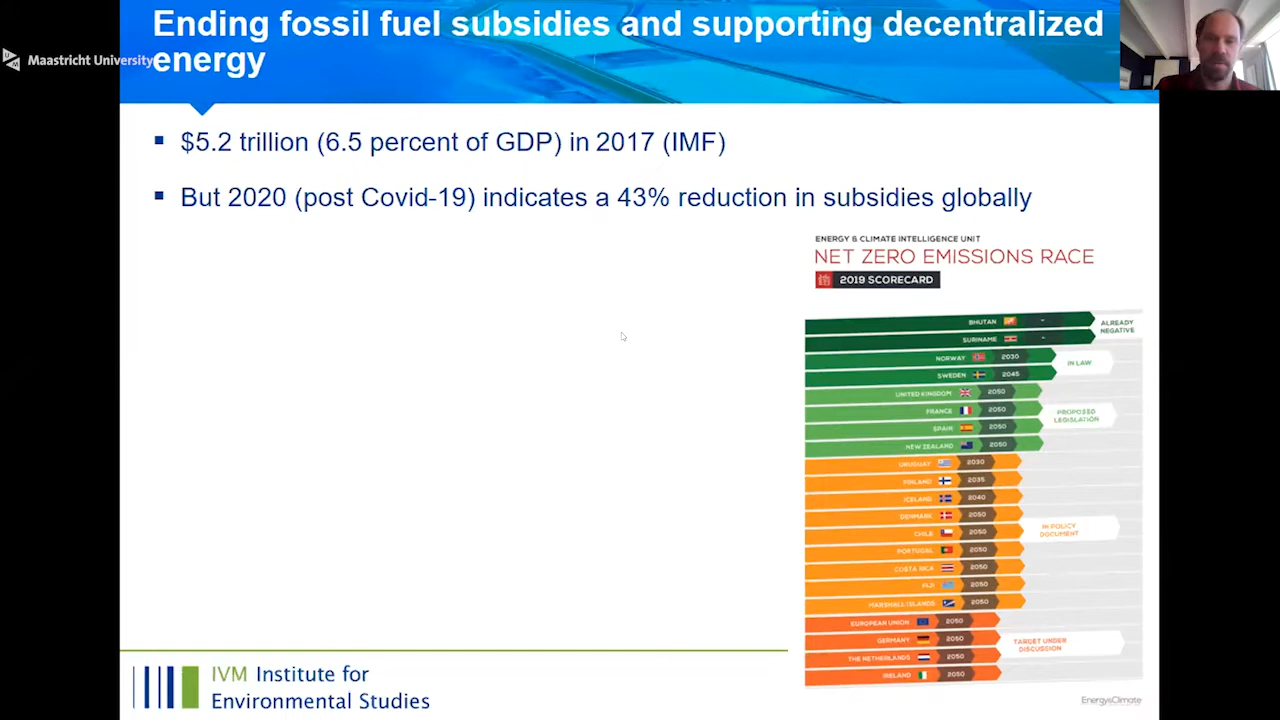 Ending fossil fuel subsidies and supporting decentralized
energy
Maastricht University
$5.2 trillion (6.5 percent of GDP) in 2017 (IMF)
But 2020 (post Covid-19) indicates a 43% reduction in subsidies globally
ENERGY & CLIMATE INTELLIGENCE UNIT
NET ZERO EMISSIONS RACE
2019 SCORECARD
BHUTAN -
SURINAME -
ALREADY
NEGATIVE
NORWAY 2030
SWEDEN 2045
IN LAW
UNITED KINGDOM 2050
FRANCE 2050
SPAIN 2050
NEW ZEALAND 2050
PROPOSED
LEGISLATION
URUGUAY 2030
FINLAND 2035
ICELAND 2040
DENMARK 2050
CHILE 2050
PORTUGAL 2050
COSTA RICA 2050
FIJI 2050
MARSHALL ISLANDS 2050
IN POLICY
DOCUMENT
EUROPEAN UNION 2050
GERMANY 2050
THE NETHERLANDS 2050
IRELAND 2050
TARGET UNDER
DISCUSSION
IVM Institute for
Environmental Studies
EnergyClimate